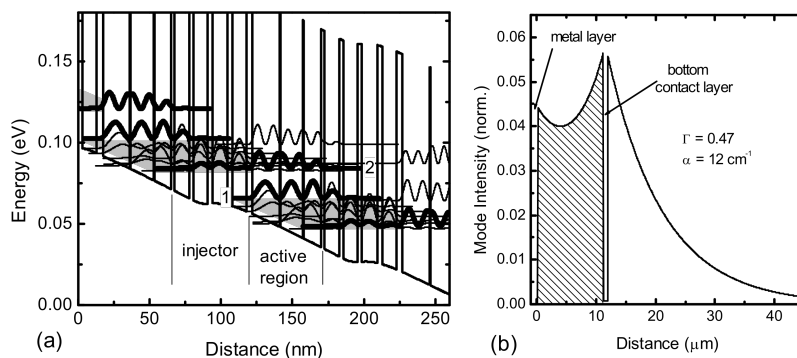 0.15
0.10
0.05
0.00
Energy (eV)
2
1
injector
active
region
0 50 100 150 200 250
(a)
Distance (nm)
0.06
0.05
0.04
0.03
0.02
0.01
0.00
Mode Intensity (norm.)
metal layer
bottom
contact layer
Γ = 0.47
α = 12 cm⁻¹
0 10 20 30 40
(b)
Distance (μm)